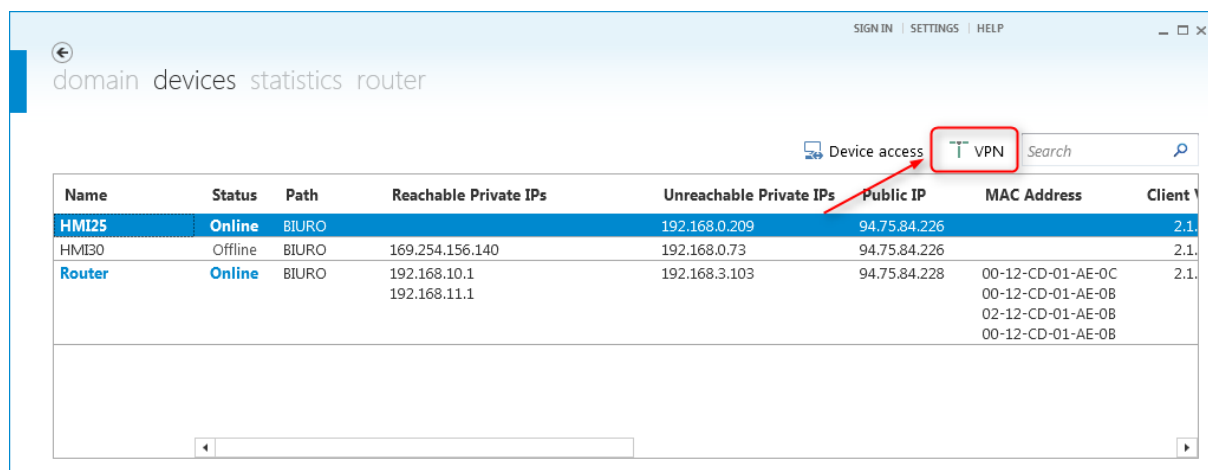 SIGN IN | SETTINGS | HELP
domain devices statistics router
Device access VPN Search
Name Status Path Reachable Private IPs Unreachable Private IPs Public IP MAC Address Client
HMI25 Online BIURO 192.168.0.209 94.75.84.226 2.1.
HMI30 Offline BIURO 169.254.156.140 192.168.0.73 94.75.84.226 2.1.
Router Online BIURO 192.168.10.1 192.168.3.103 94.75.84.228 00-12-CD-01-AE-0C 2.1.
192.168.11.1 00-12-CD-01-AE-0B
02-12-CD-01-AE-0B
00-12-CD-01-AE-0B